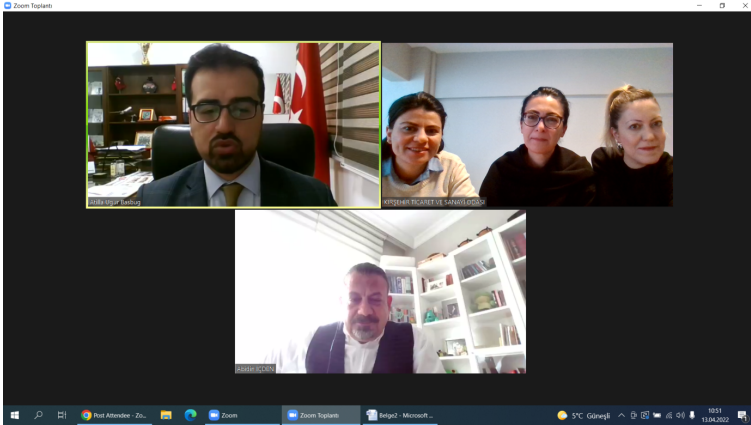 Zoom Toplantı
Atilla Uğur Başbuğ
KIRŞEHİR TİCARET VE SANAYİ ODASI
Abidin İÇDEN
Post Attendee - Zo...
Zoom
Zoom Toplantı
Belge2 - Microsoft ...
5°C Güneşli
10:51
13.04.2022